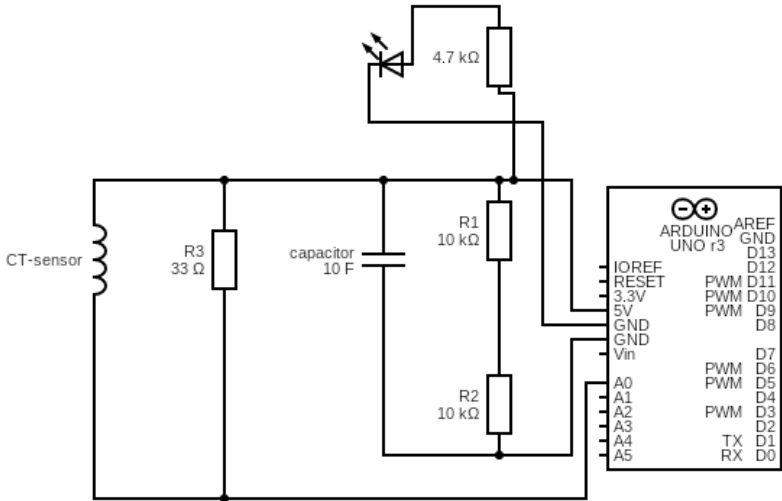 4.7 kΩ
CT-sensor
R3
33 Ω
capacitor
10 F
R1
10 kΩ
R2
10 kΩ
ARDUINO
UNO r3
IOREF
RESET
3.3V
5V
GND
GND
Vin
A0
A1
A2
A3
A4
A5
AREF
GND
D13
D12
PWM D11
PWM D10
PWM D9
D8
D7
PWM D6
PWM D5
D4
PWM D3
D2
TX D1
RX D0